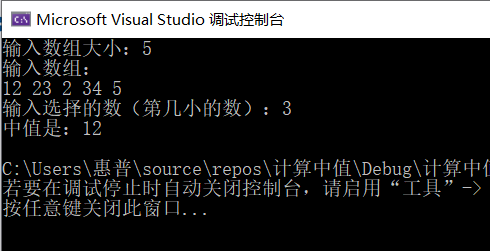 Microsoft Visual Studio 调试控制台
输入数组大小：5
输入数组：
12 23 2 34 5
输入选择的数（第几小的数）：3
中值是：12
C:\Users\惠普\source\repos\计算中值\Debug\计算中值
若要在调试停止时自动关闭控制台，请启用“工具”->
按任意键关闭此窗口...